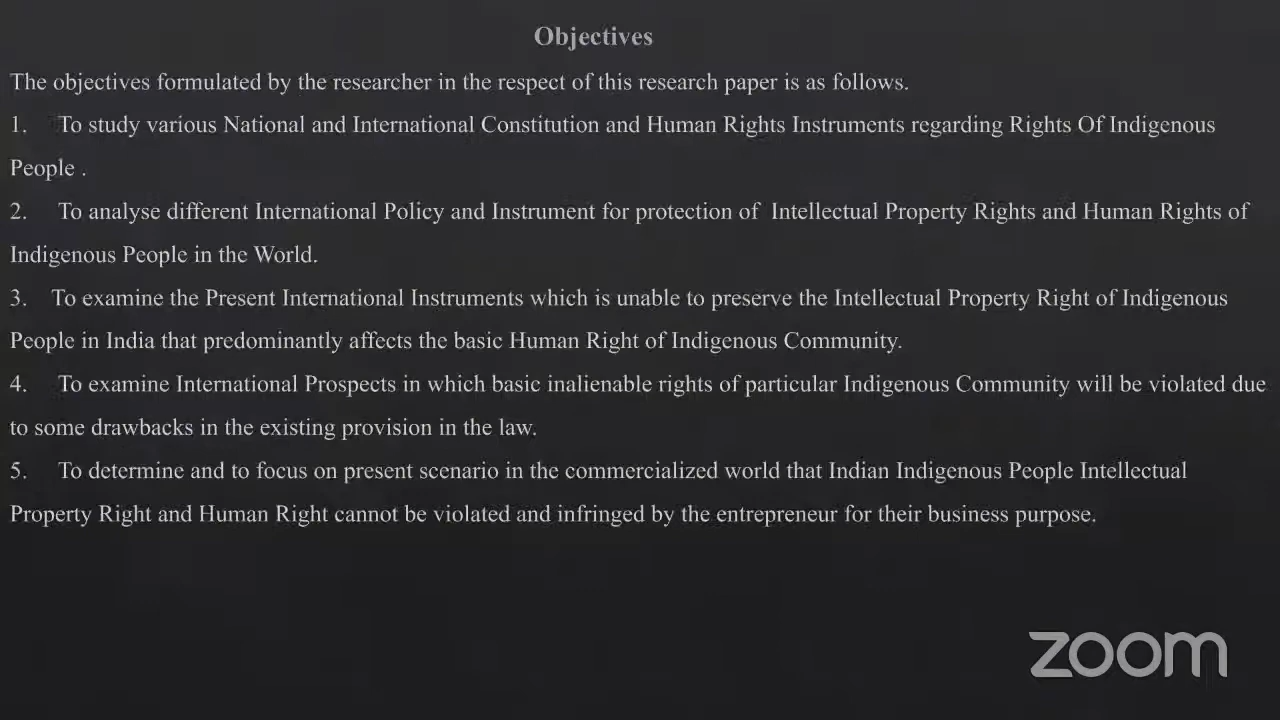 Objectives
The objectives formulated by the researcher in the respect of this research paper is as follows.
1. To study various National and International Constitution and Human Rights Instruments regarding Rights Of Indigenous
People .
2. To analyse different International Policy and Instrument for protection of Intellectual Property Rights and Human Rights of
Indigenous People in the World.
3. To examine the Present International Instruments which is unable to preserve the Intellectual Property Right of Indigenous
People in India that predominantly affects the basic Human Right of Indigenous Community.
4. To examine International Prospects in which basic inalienable rights of particular Indigenous Community will be violated due
to some drawbacks in the existing provision in the law.
5. To determine and to focus on present scenario in the commercialized world that Indian Indigenous People Intellectual
Property Right and Human Right cannot be violated and infringed by the entrepreneur for their business purpose.
zoom